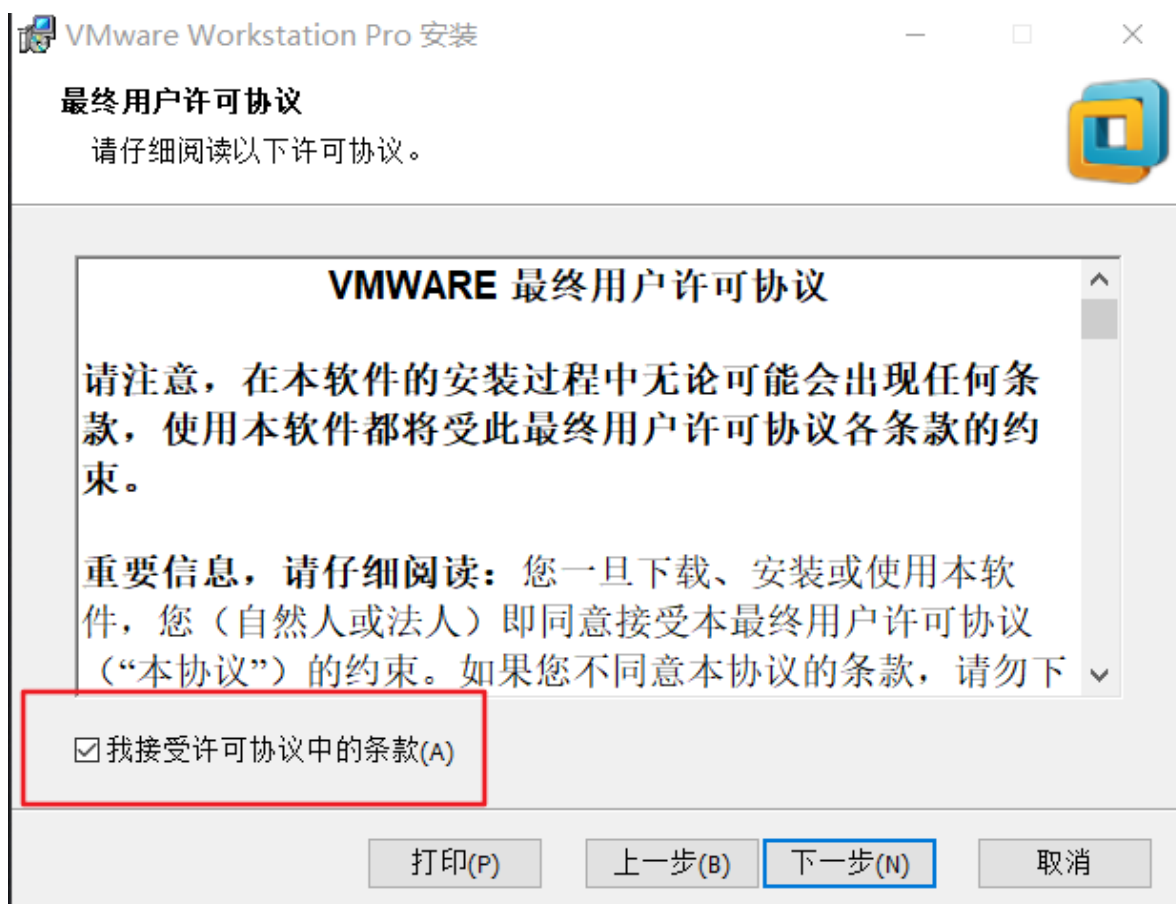 VMware Workstation Pro 安装
最终用户许可协议
请仔细阅读以下许可协议。
VMWARE 最终用户许可协议
请注意，在本软件的安装过程中无论可能会出现任何条
款，使用本软件都将受此最终用户许可协议各条款的约
束。
重要信息，请仔细阅读：您一旦下载、安装或使用本软
件，您（自然人或法人）即同意接受本最终用户许可协议
（“本协议”）的约束。如果您不同意本协议的条款，请勿下
我接受许可协议中的条款(A)
打印(P) 上一步(B) 下一步(N) 取消